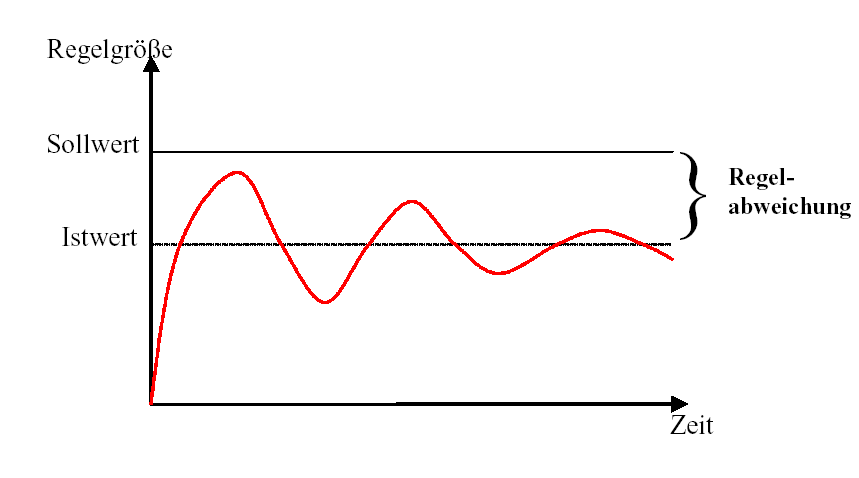 Regelgröße
Sollwert
Istwert
Regel-
abweichung
Zeit